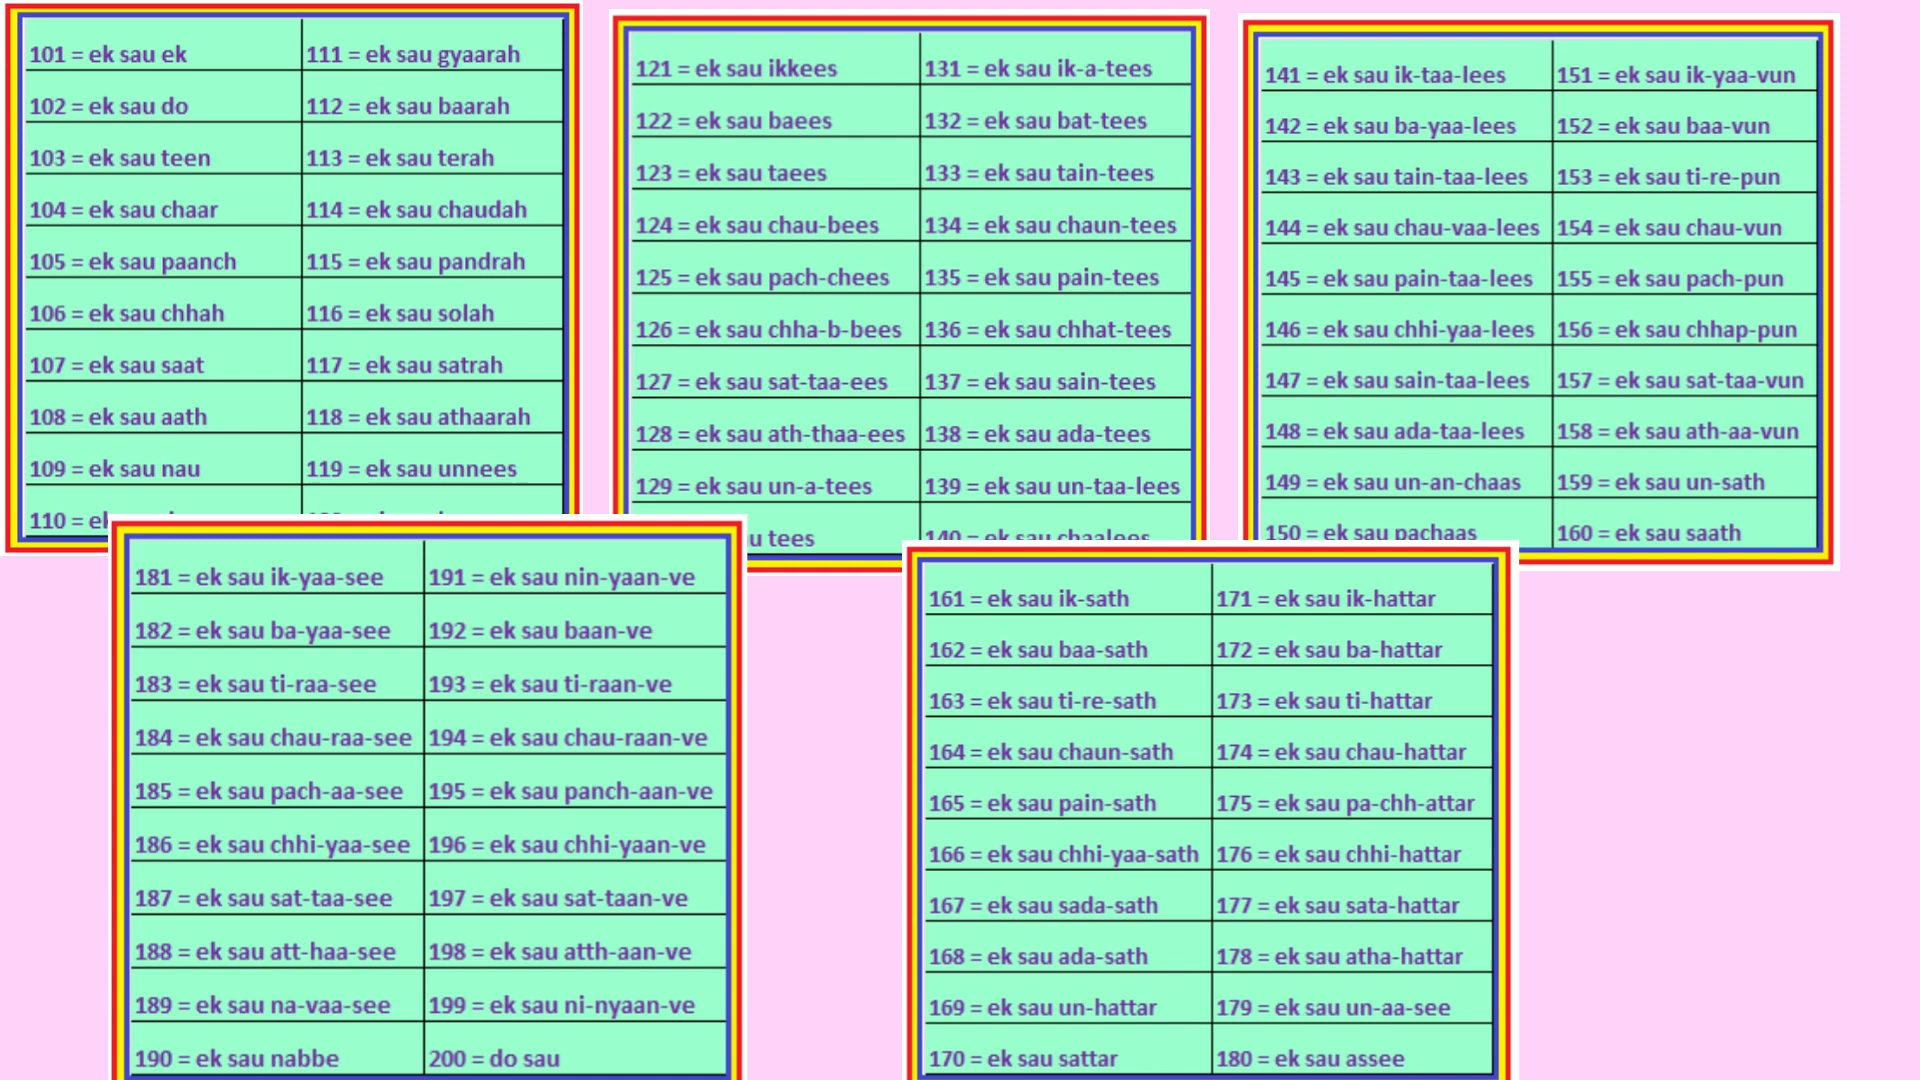 101 = ek sau ek
102 = ek sau do
103 = ek sau teen
104 = ek sau chaar
105 = ek sau paanch
106 = ek sau chhah
107 = ek sau saat
108 = ek sau aath
109 = ek sau nau
110 =
111 = ek sau gyaarah
112 = ek sau baarah
113 = ek sau terah
114 = ek sau chaudah
115 = ek sau pandrah
116 = ek sau solah
117 = ek sau satrah
118 = ek sau athaarah
119 = ek sau unnees
121 = ek sau ikkees
122 = ek sau baees
123 = ek sau taees
124 = ek sau chau-bees
125 = ek sau pach-chees
126 = ek sau chha-b-bees
127 = ek sau sat-taa-ees
128 = ek sau ath-thaa-ees
129 = ek sau un-a-tees
tees
131 = ek sau ik-a-tees
132 = ek sau bat-tees
133 = ek sau tain-tees
134 = ek sau chaun-tees
135 = ek sau pain-tees
136 = ek sau chhat-tees
137 = ek sau sain-tees
138 = ek sau ada-tees
139 = ek sau un-taa-lees
140 = ek sau chaalees
141 = ek sau ik-taa-lees
142 = ek sau ba-yaa-lees
143 = ek sau tain-taa-lees
144 = ek sau chau-vaa-lees
145 = ek sau pain-taa-lees
146 = ek sau chhi-yaa-lees
147 = ek sau sain-taa-lees
148 = ek sau ada-taa-lees
149 = ek sau un-an-chaas
150 = ek sau pachaas
151 = ek sau ik-yaa-vun
152 = ek sau baa-vun
153 = ek sau ti-re-pun
154 = ek sau chau-vun
155 = ek sau pach-pun
156 = ek sau chhap-pun
157 = ek sau sat-taa-vun
158 = ek sau ath-aa-vun
159 = ek sau un-sath
160 = ek sau saath
181 = ek sau ik-yaa-see
182 = ek sau ba-yaa-see
183 = ek sau ti-raa-see
184 = ek sau chau-raa-see
185 = ek sau pach-aa-see
186 = ek sau chhi-yaa-see
187 = ek sau sat-taa-see
188 = ek sau att-haa-see
189 = ek sau na-vaa-see
190 = ek sau nabbe
191 = ek sau nin-yaan-ve
192 = ek sau baan-ve
193 = ek sau ti-raan-ve
194 = ek sau chau-raan-ve
195 = ek sau panch-aan-ve
196 = ek sau chhi-yaan-ve
197 = ek sau sat-taan-ve
198 = ek sau atth-aan-ve
199 = ek sau ni-nyaan-ve
200 = do sau
161 = ek sau ik-sath
162 = ek sau baa-sath
163 = ek sau ti-re-sath
164 = ek sau chaun-sath
165 = ek sau pain-sath
166 = ek sau chhi-yaa-sath
167 = ek sau sada-sath
168 = ek sau ada-sath
169 = ek sau un-hattar
170 = ek sau sattar
171 = ek sau ik-hattar
172 = ek sau ba-hattar
173 = ek sau ti-hattar
174 = ek sau chau-hattar
175 = ek sau pa-chh-attar
176 = ek sau chhi-hattar
177 = ek sau sata-hattar
178 = ek sau atha-hattar
179 = ek sau un-aa-see
180 = ek sau assee